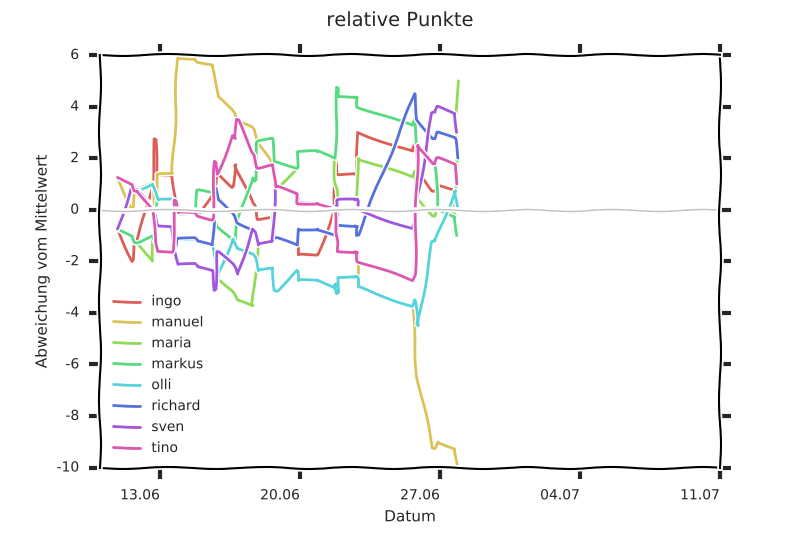 relative Punkte
Abweichung vom Mittelwert
6
4
2
0
-2
-4
-6
-8
-10
ingo
manuel
maria
markus
olli
richard
sven
tino
13.06
20.06
27.06
04.07
11.07
Datum